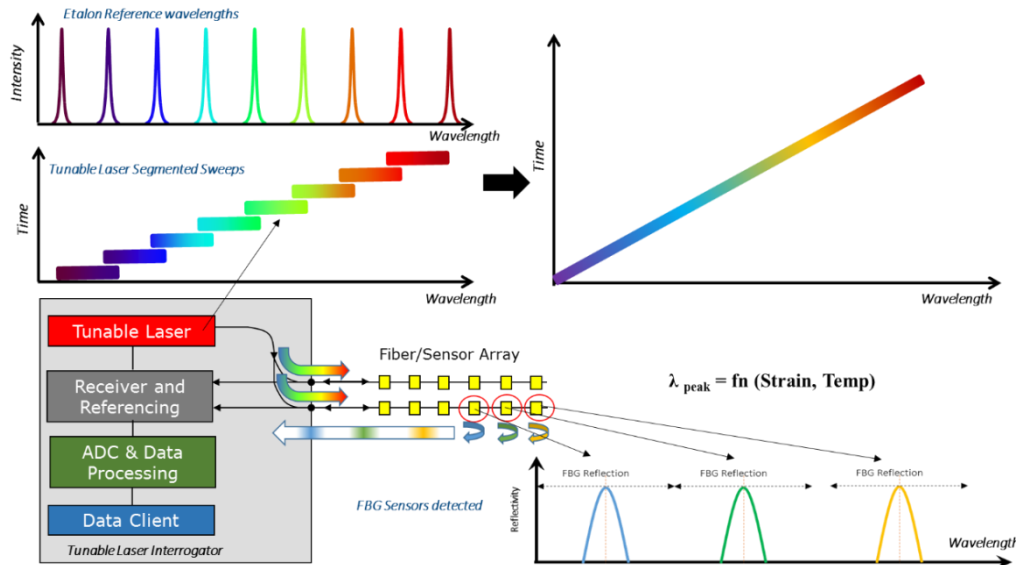 Etalon Reference wavelengths
Intensity
Wavelength
Tunable Laser Segmented Sweeps
Time
Wavelength
Time
Wavelength
Tunable Laser
Receiver and
Referencing
ADC & Data
Processing
Data Client
Tunable Laser Interrogator
Fiber/Sensor Array
FBG Sensors detected
λ peak = fn (Strain, Temp)
FBG Reflection
FBG Reflection
FBG Reflection
Reflectivity
Wavelength